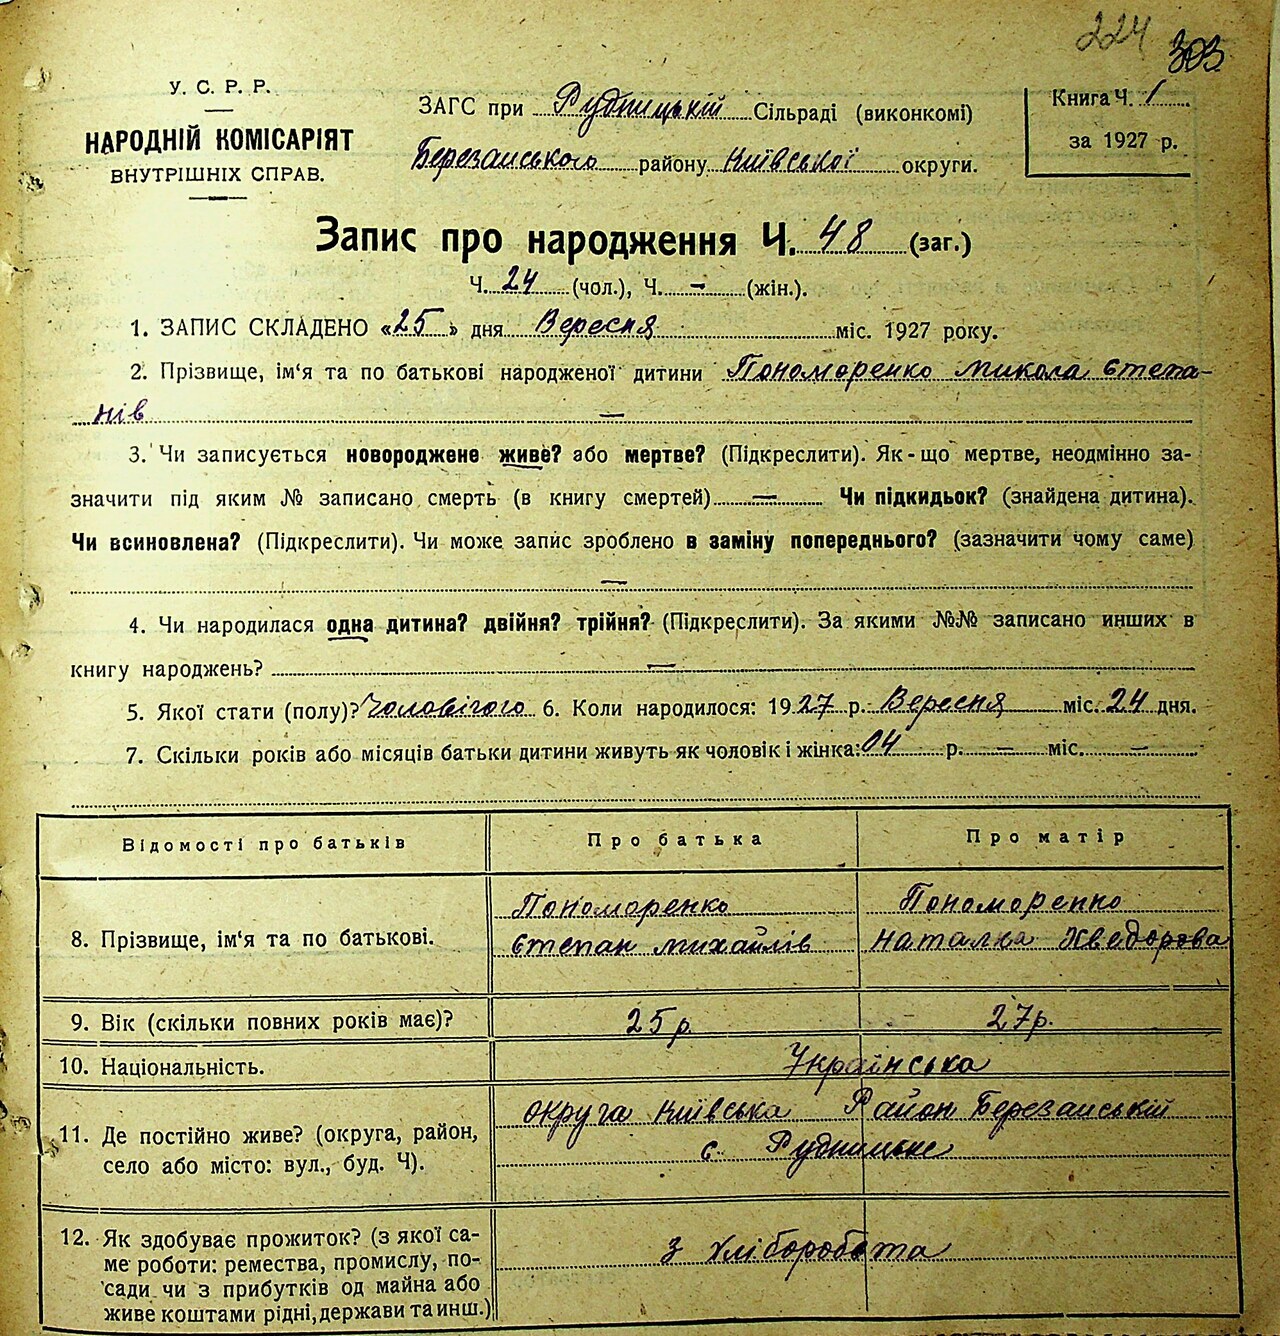 224 303
У. С. Р. Р.
НАРОДНІЙ КОМІСАРІЯТ
ВНУТРІШНІХ СПРАВ.
ЗАГС при Рудницькій Сільраді (виконкомі)
Березанського району Київської округи.
Книга Ч. 1
за 1927 р.
Запис про народження Ч. 48 (заг.)
Ч. 24 (чол.), Ч. – (жін.).
1. ЗАПИС СКЛАДЕНО «25» дня Вересня міс. 1927 року.
2. Прізвище, ім‘я та по батькові народженої дитини Пономоренко Микола Степа-
нів —
3. Чи записується новороджене живе? або мертве? (Підкреслити). Як-що мертве, неодмінно за-
значити під яким № записано смерть (в книгу смертей) — Чи підкидьок? (знайдена дитина).
Чи всиновлена? (Підкреслити). Чи може запис зроблено в заміну попереднього? (зазначити чому саме)
—
4. Чи народилася одна дитина? двійня? трійня? (Підкреслити). За якими №№ записано инших в
книгу народжень? —
5. Якої стати (полу)? Чоловічого 6. Коли народилося: 1927 р. Вересня міс. 24 дня.
7. Скільки років або місяців батьки дитини живуть як чоловік і жінка: 04 р. – міс. –
Відомості про батьків Про батька Про матір
8. Прізвище, ім‘я та по батькові.
Пономоренко
Степан Михайлів
Пономоренко
Наталка Хведорова
9. Вік (скільки повних років має)? 25 р. 27 р.
10. Національність. Українська
11. Де постійно живе? (округа, район,
село або місто: вул., буд. Ч).
округа Київська Район Березанській
с. Рудницьке
12. Як здобуває прожиток? (з якої са-
ме роботи: ремества, промислу, по-
сади чи з прибутків од майна або
живе коштами рідні, держави та инш.)
з хлібороботa